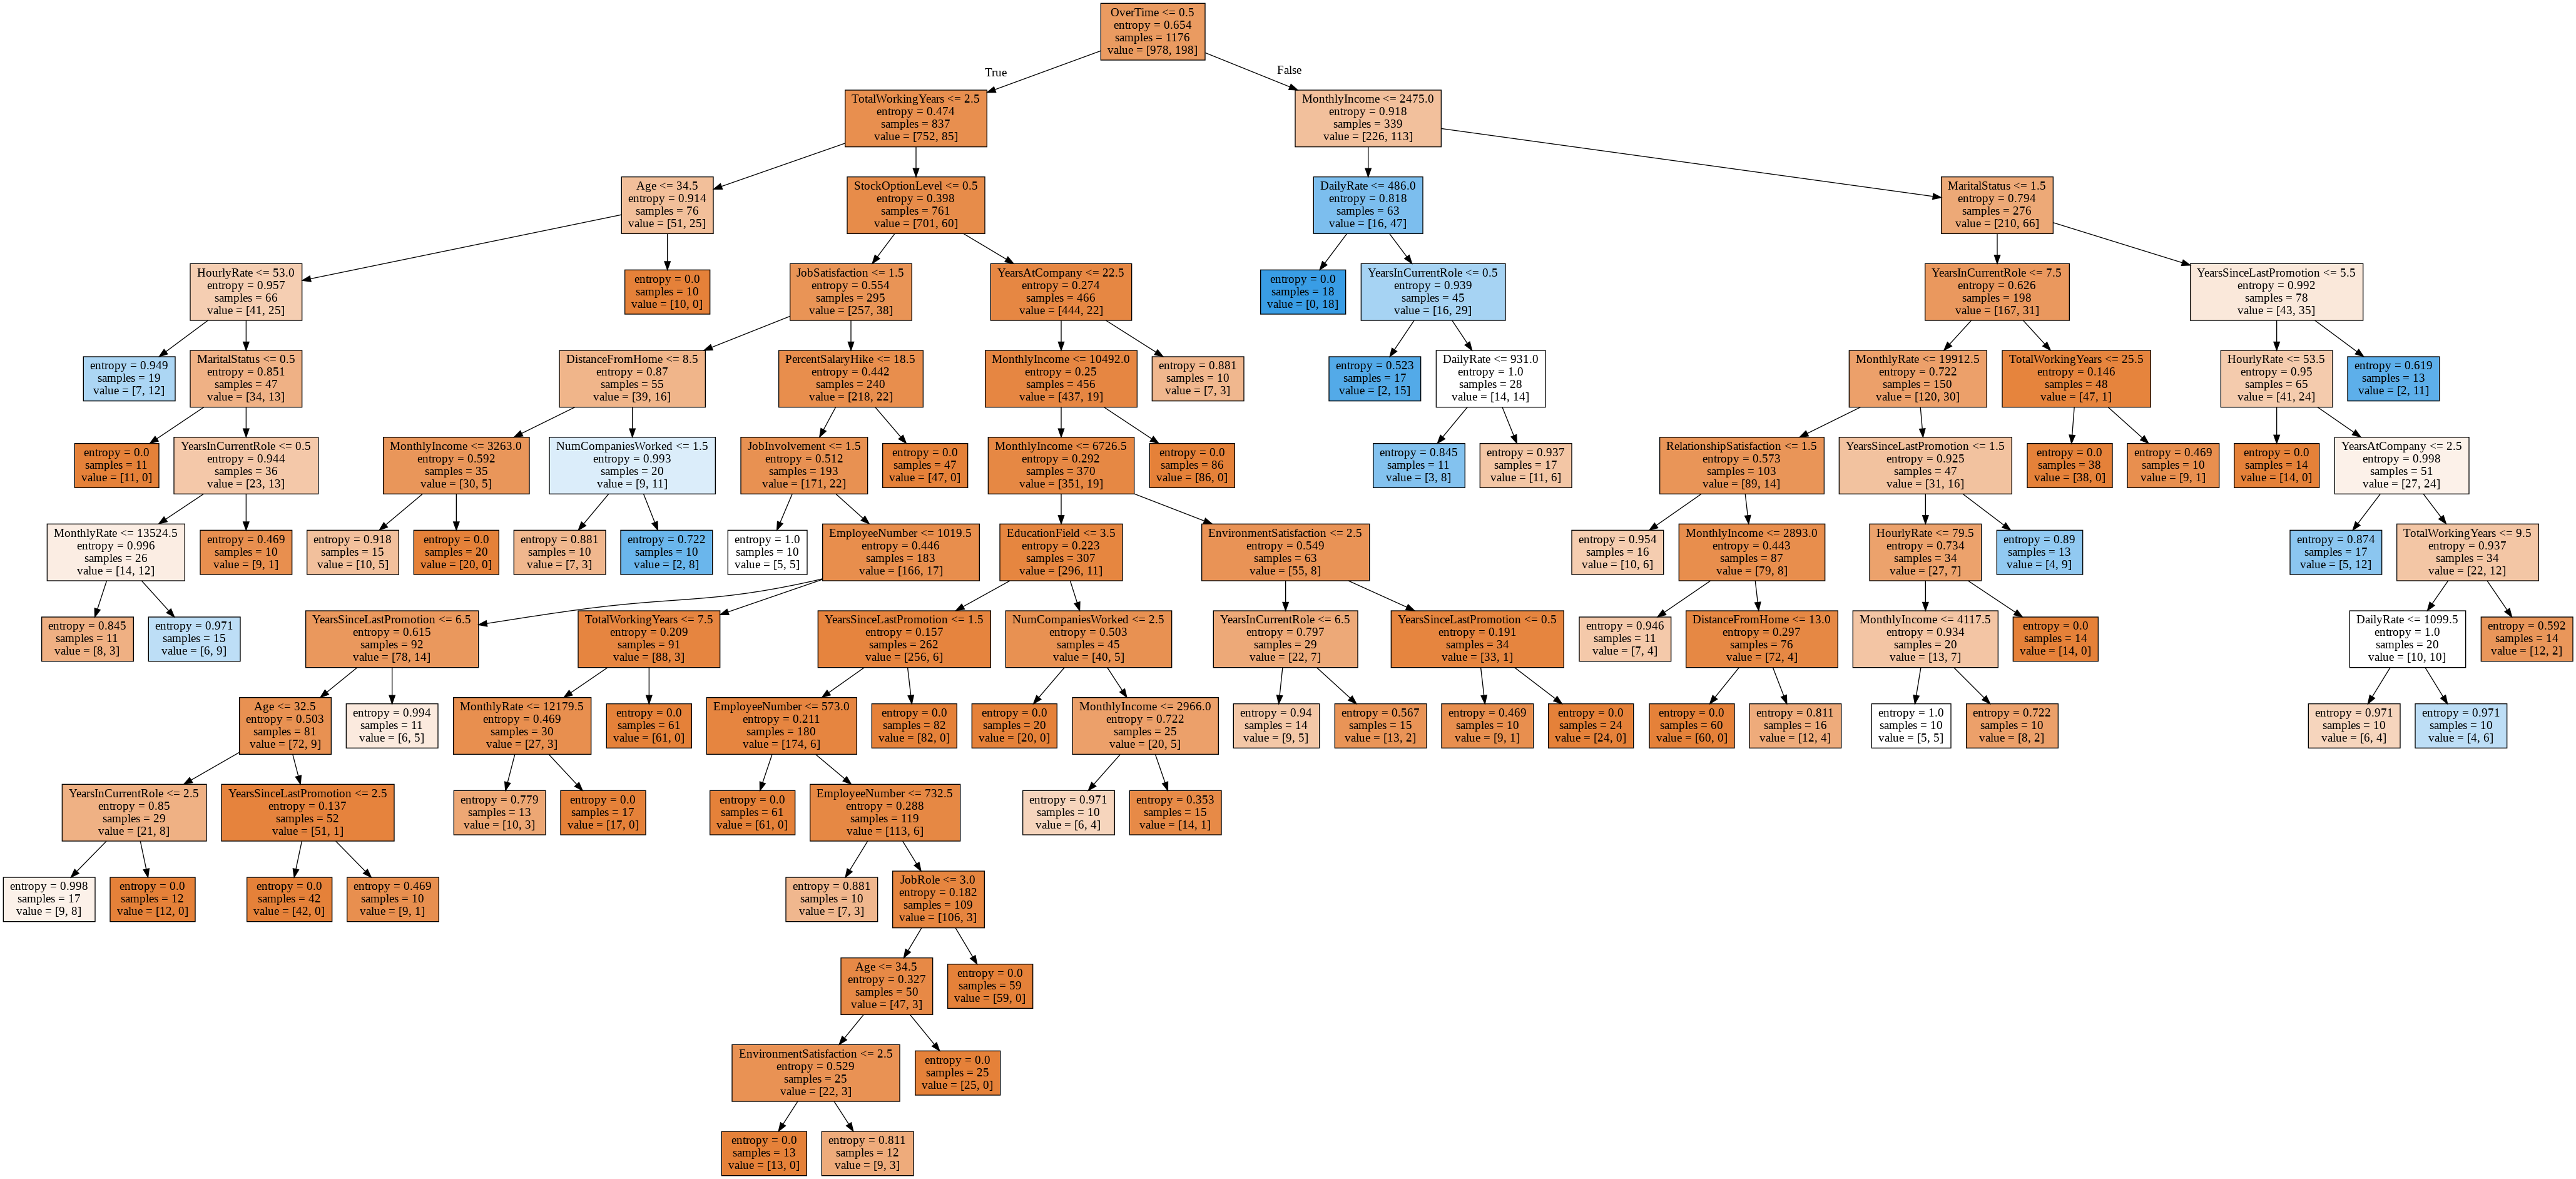 OverTime <= 0.5
entropy = 0.654
samples = 1176
value = [978, 198]
True
False
TotalWorkingYears <= 2.5
entropy = 0.474
samples = 837
value = [752, 85]
MonthlyIncome <= 2475.0
entropy = 0.918
samples = 339
value = [226, 113]
Age <= 34.5
entropy = 0.914
samples = 76
value = [51, 25]
StockOptionLevel <= 0.5
entropy = 0.398
samples = 761
value = [701, 60]
DailyRate <= 486.0
entropy = 0.818
samples = 63
value = [16, 47]
MaritalStatus <= 1.5
entropy = 0.794
samples = 276
value = [210, 66]
HourlyRate <= 53.0
entropy = 0.957
samples = 66
value = [41, 25]
entropy = 0.0
samples = 10
value = [10, 0]
JobSatisfaction <= 1.5
entropy = 0.554
samples = 295
value = [257, 38]
YearsAtCompany <= 22.5
entropy = 0.274
samples = 466
value = [444, 22]
entropy = 0.0
samples = 18
value = [0, 18]
YearsInCurrentRole <= 0.5
entropy = 0.939
samples = 45
value = [16, 29]
YearsInCurrentRole <= 7.5
entropy = 0.626
samples = 198
value = [167, 31]
YearsSinceLastPromotion <= 5.5
entropy = 0.992
samples = 78
value = [43, 35]
entropy = 0.949
samples = 19
value = [7, 12]
MaritalStatus <= 0.5
entropy = 0.851
samples = 47
value = [34, 13]
DistanceFromHome <= 8.5
entropy = 0.87
samples = 55
value = [39, 16]
PercentSalaryHike <= 18.5
entropy = 0.442
samples = 240
value = [218, 22]
MonthlyIncome <= 10492.0
entropy = 0.25
samples = 456
value = [437, 19]
entropy = 0.881
samples = 10
value = [7, 3]
entropy = 0.523
samples = 17
value = [2, 15]
DailyRate <= 931.0
entropy = 1.0
samples = 28
value = [14, 14]
MonthlyRate <= 19912.5
entropy = 0.722
samples = 150
value = [120, 30]
TotalWorkingYears <= 25.5
entropy = 0.146
samples = 48
value = [47, 1]
HourlyRate <= 53.5
entropy = 0.95
samples = 65
value = [41, 24]
entropy = 0.619
samples = 13
value = [2, 11]
entropy = 0.0
samples = 11
value = [11, 0]
YearsInCurrentRole <= 0.5
entropy = 0.944
samples = 36
value = [23, 13]
MonthlyIncome <= 3263.0
entropy = 0.592
samples = 35
value = [30, 5]
NumCompaniesWorked <= 1.5
entropy = 0.993
samples = 20
value = [9, 11]
JobInvolvement <= 1.5
entropy = 0.512
samples = 193
value = [171, 22]
entropy = 0.0
samples = 47
value = [47, 0]
MonthlyIncome <= 6726.5
entropy = 0.292
samples = 370
value = [351, 19]
entropy = 0.0
samples = 86
value = [86, 0]
entropy = 0.845
samples = 11
value = [3, 8]
entropy = 0.937
samples = 17
value = [11, 6]
RelationshipSatisfaction <= 1.5
entropy = 0.573
samples = 103
value = [89, 14]
YearsSinceLastPromotion <= 1.5
entropy = 0.925
samples = 47
value = [31, 16]
entropy = 0.0
samples = 38
value = [38, 0]
entropy = 0.469
samples = 10
value = [9, 1]
entropy = 0.0
samples = 14
value = [14, 0]
YearsAtCompany <= 2.5
entropy = 0.998
samples = 51
value = [27, 24]
MonthlyRate <= 13524.5
entropy = 0.996
samples = 26
value = [14, 12]
entropy = 0.469
samples = 10
value = [9, 1]
entropy = 0.918
samples = 15
value = [10, 5]
entropy = 0.0
samples = 20
value = [20, 0]
entropy = 0.881
samples = 10
value = [7, 3]
entropy = 0.722
samples = 10
value = [2, 8]
entropy = 1.0
samples = 10
value = [5, 5]
EmployeeNumber <= 1019.5
entropy = 0.446
samples = 183
value = [166, 17]
EducationField <= 3.5
entropy = 0.223
samples = 307
value = [296, 11]
EnvironmentSatisfaction <= 2.5
entropy = 0.549
samples = 63
value = [55, 8]
entropy = 0.954
samples = 16
value = [10, 6]
MonthlyIncome <= 2893.0
entropy = 0.443
samples = 87
value = [79, 8]
HourlyRate <= 79.5
entropy = 0.734
samples = 34
value = [27, 7]
entropy = 0.89
samples = 13
value = [4, 9]
entropy = 0.874
samples = 17
value = [5, 12]
TotalWorkingYears <= 9.5
entropy = 0.937
samples = 34
value = [22, 12]
entropy = 0.845
samples = 11
value = [8, 3]
entropy = 0.971
samples = 15
value = [6, 9]
YearsSinceLastPromotion <= 6.5
entropy = 0.615
samples = 92
value = [78, 14]
TotalWorkingYears <= 7.5
entropy = 0.209
samples = 91
value = [88, 3]
YearsSinceLastPromotion <= 1.5
entropy = 0.157
samples = 262
value = [256, 6]
NumCompaniesWorked <= 2.5
entropy = 0.503
samples = 45
value = [40, 5]
YearsInCurrentRole <= 6.5
entropy = 0.797
samples = 29
value = [22, 7]
YearsSinceLastPromotion <= 0.5
entropy = 0.191
samples = 34
value = [33, 1]
entropy = 0.946
samples = 11
value = [7, 4]
DistanceFromHome <= 13.0
entropy = 0.297
samples = 76
value = [72, 4]
MonthlyIncome <= 4117.5
entropy = 0.934
samples = 20
value = [13, 7]
entropy = 0.0
samples = 14
value = [14, 0]
DailyRate <= 1099.5
entropy = 1.0
samples = 20
value = [10, 10]
entropy = 0.592
samples = 14
value = [12, 2]
Age <= 32.5
entropy = 0.503
samples = 81
value = [72, 9]
entropy = 0.994
samples = 11
value = [6, 5]
MonthlyRate <= 12179.5
entropy = 0.469
samples = 30
value = [27, 3]
entropy = 0.0
samples = 61
value = [61, 0]
EmployeeNumber <= 573.0
entropy = 0.211
samples = 180
value = [174, 6]
entropy = 0.0
samples = 82
value = [82, 0]
entropy = 0.0
samples = 20
value = [20, 0]
MonthlyIncome <= 2966.0
entropy = 0.722
samples = 25
value = [20, 5]
entropy = 0.94
samples = 14
value = [9, 5]
entropy = 0.567
samples = 15
value = [13, 2]
entropy = 0.469
samples = 10
value = [9, 1]
entropy = 0.0
samples = 24
value = [24, 0]
entropy = 0.0
samples = 60
value = [60, 0]
entropy = 0.811
samples = 16
value = [12, 4]
entropy = 1.0
samples = 10
value = [5, 5]
entropy = 0.722
samples = 10
value = [8, 2]
entropy = 0.971
samples = 10
value = [6, 4]
entropy = 0.971
samples = 10
value = [4, 6]
YearsInCurrentRole <= 2.5
entropy = 0.85
samples = 29
value = [21, 8]
YearsSinceLastPromotion <= 2.5
entropy = 0.137
samples = 52
value = [51, 1]
entropy = 0.779
samples = 13
value = [10, 3]
entropy = 0.0
samples = 17
value = [17, 0]
entropy = 0.0
samples = 61
value = [61, 0]
EmployeeNumber <= 732.5
entropy = 0.288
samples = 119
value = [113, 6]
entropy = 0.971
samples = 10
value = [6, 4]
entropy = 0.353
samples = 15
value = [14, 1]
entropy = 0.998
samples = 17
value = [9, 8]
entropy = 0.0
samples = 12
value = [12, 0]
entropy = 0.0
samples = 42
value = [42, 0]
entropy = 0.469
samples = 10
value = [9, 1]
entropy = 0.881
samples = 10
value = [7, 3]
JobRole <= 3.0
entropy = 0.182
samples = 109
value = [106, 3]
Age <= 34.5
entropy = 0.327
samples = 50
value = [47, 3]
entropy = 0.0
samples = 59
value = [59, 0]
EnvironmentSatisfaction <= 2.5
entropy = 0.529
samples = 25
value = [22, 3]
entropy = 0.0
samples = 25
value = [25, 0]
entropy = 0.0
samples = 13
value = [13, 0]
entropy = 0.811
samples = 12
value = [9, 3]